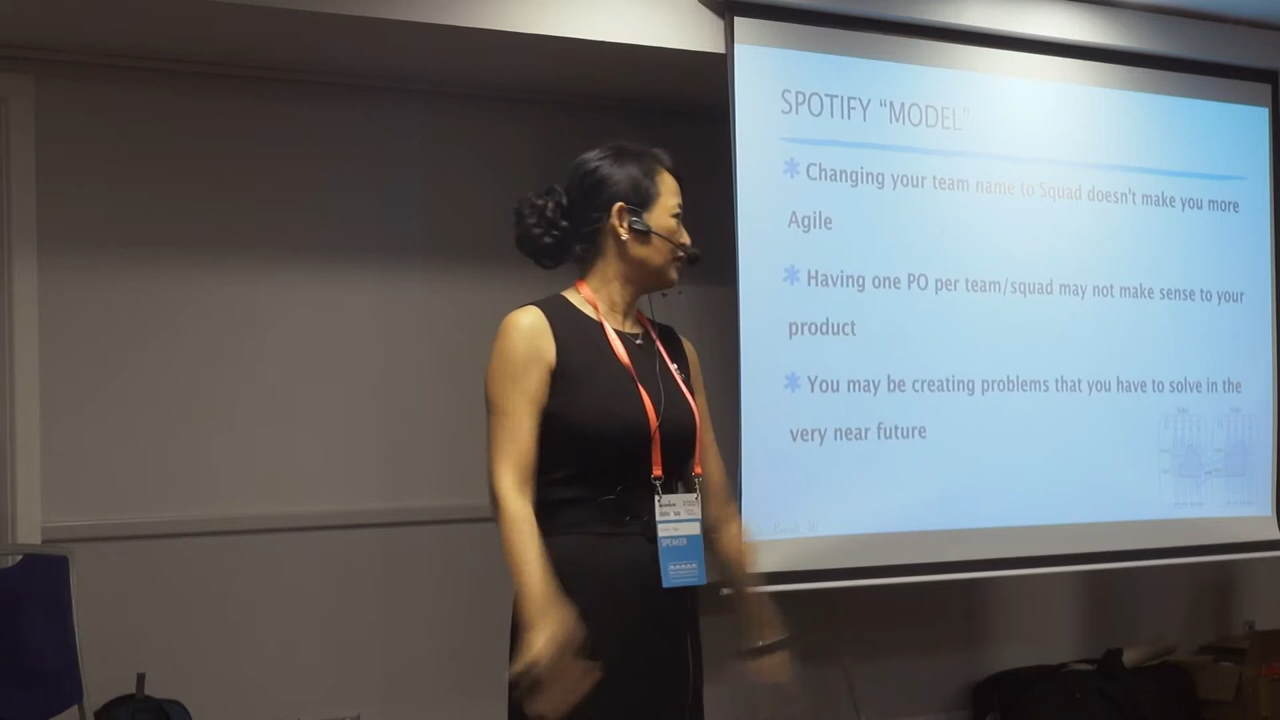 SPOTIFY “MODEL”
* Changing your team name to Squad doesn't make you more
Agile
* Having one PO per team/squad may not make sense to your
product
* You may be creating problems that you have to solve in the
very near future
SPEAKER